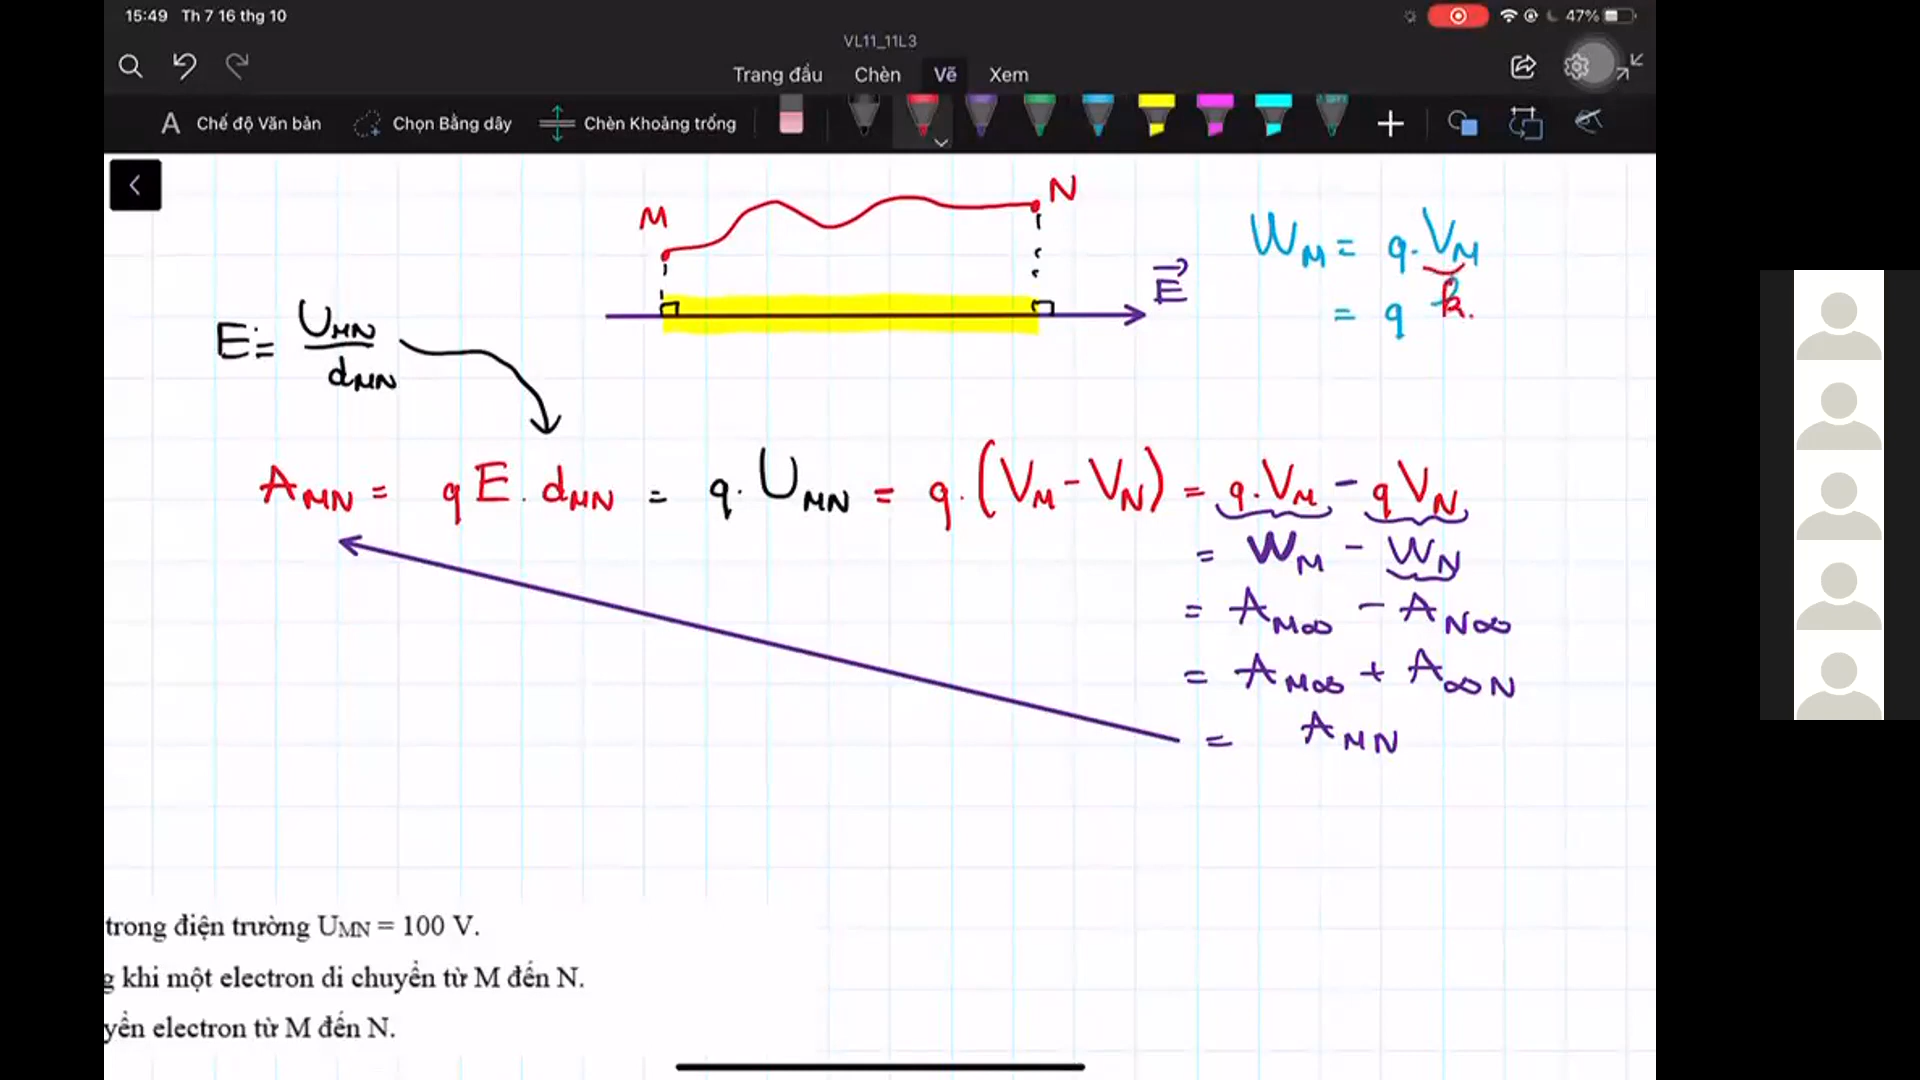 15:49 Th 7 16 thg 10
47%
VL11_11L3
Trang đầu Chèn Vẽ Xem
A Chế độ Văn bản Chọn Bằng dây Chèn Khoảng trống
M
N
E
W_M = q.V_M
= q k.
E = U_MN / d_MN
A_MN = qE.d_MN = q.U_MN = q.(V_M - V_N) = q.V_M - qV_N
= W_M - W_N
= A_M∞ - A_N∞
= A_M∞ + A_∞N
= A_MN
trong điện trường UMN = 100 V.
g khi một electron di chuyển từ M đến N.
yển electron từ M đến N.